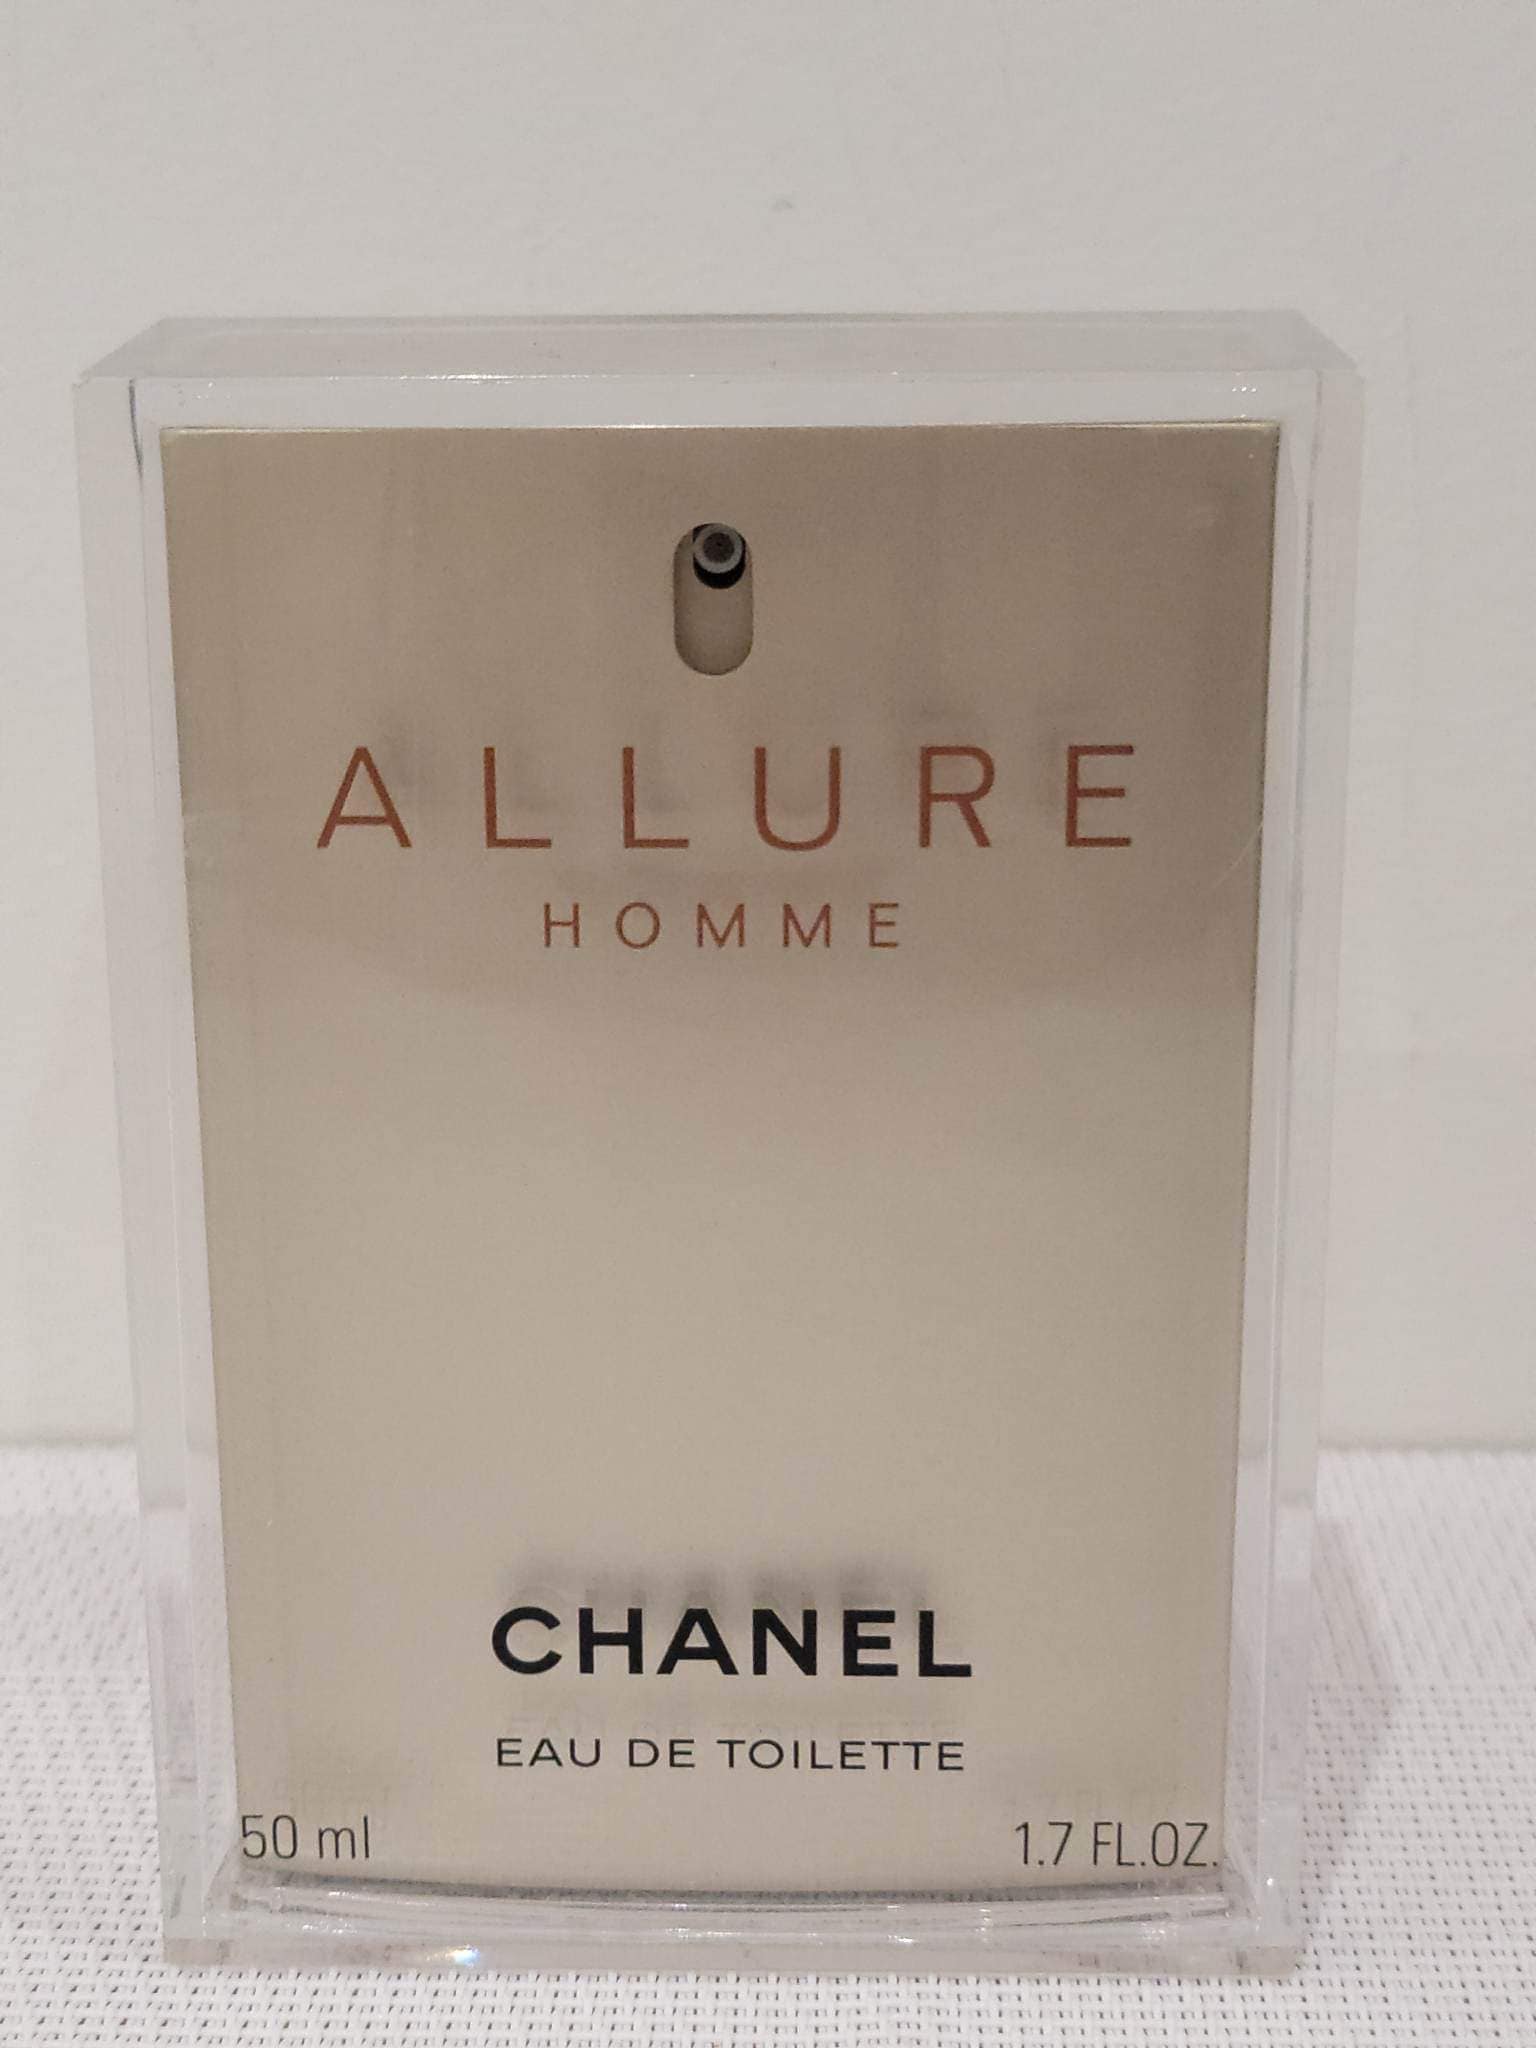 ALLURE
HOMME
CHANEL
EAU DE TOILETTE
50 ml 1.7 FL.OZ.